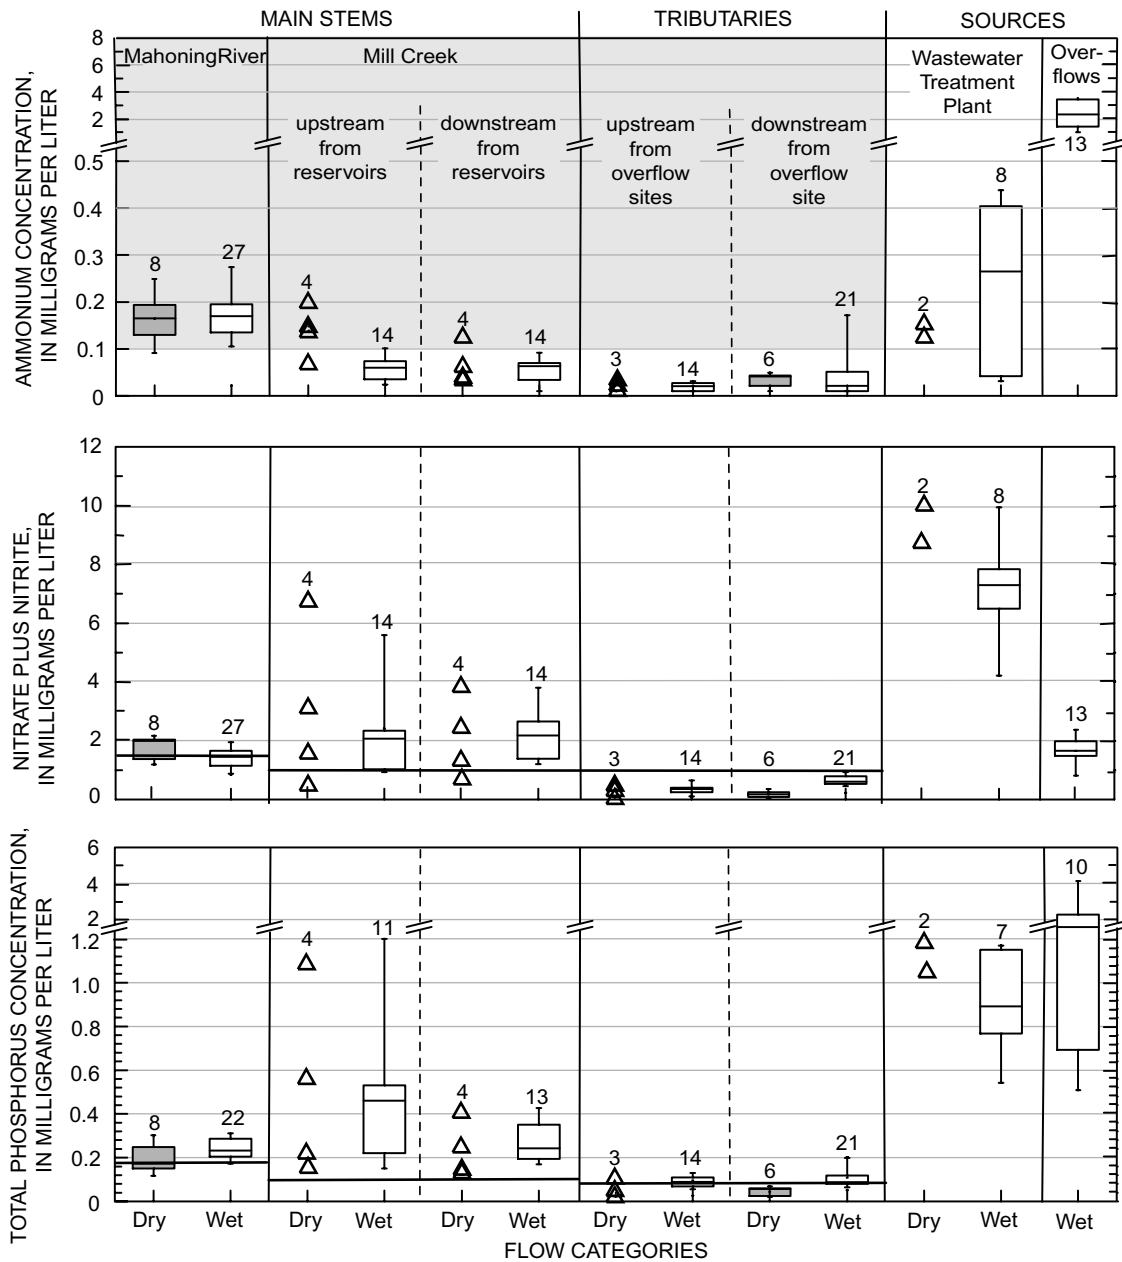 MAIN STEMS
TRIBUTARIES
SOURCES
AMMONIUM CONCENTRATION,
IN MILLIGRAMS PER LITER
8
6
4
2
0.5
0.4
0.3
0.2
0.1
0
MahoningRiver
Mill Creek
upstream
from
reservoirs
downstream
from
reservoirs
upstream
from
overflow
sites
downstream
from
overflow
site
Wastewater
Treatment
Plant
Over-
flows
8
27
4
14
4
14
3
14
6
21
2
8
13
NITRATE PLUS NITRITE,
IN MILLIGRAMS PER LITER
12
10
8
6
4
2
0
8
27
4
14
4
14
3
14
6
21
2
8
13
TOTAL PHOSPHORUS CONCENTRATION,
IN MILLIGRAMS PER LITER
6
4
2
1.2
1.0
0.8
0.6
0.4
0.2
0
8
22
4
11
4
13
3
14
6
21
2
7
10
Dry Wet Dry Wet Dry Wet Dry Wet Dry Wet Dry Wet Wet
FLOW CATEGORIES